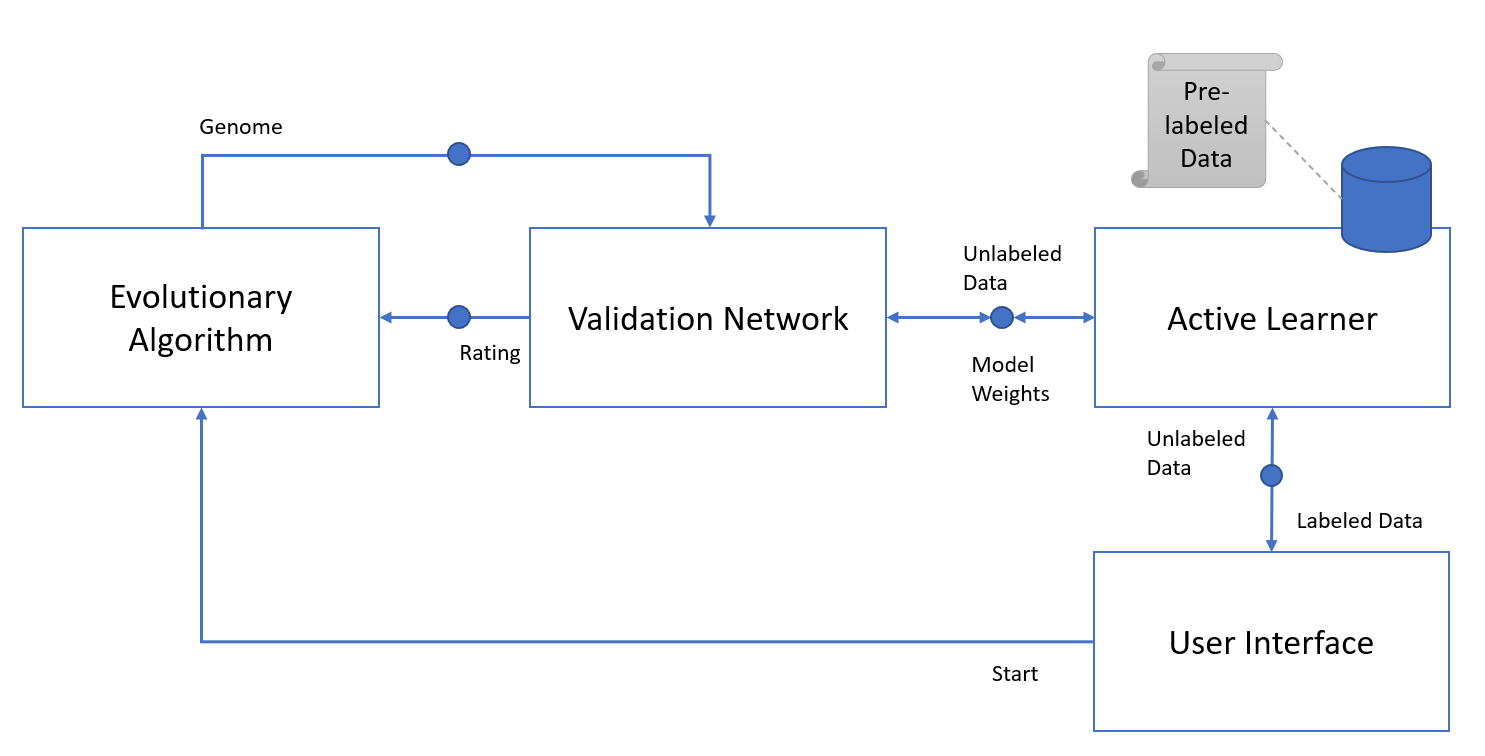 Pre-
labeled
Data
Genome
Evolutionary
Algorithm
Rating
Validation Network
Unlabeled
Data
Model
Weights
Active Learner
Unlabeled
Data
Labeled Data
User Interface
Start